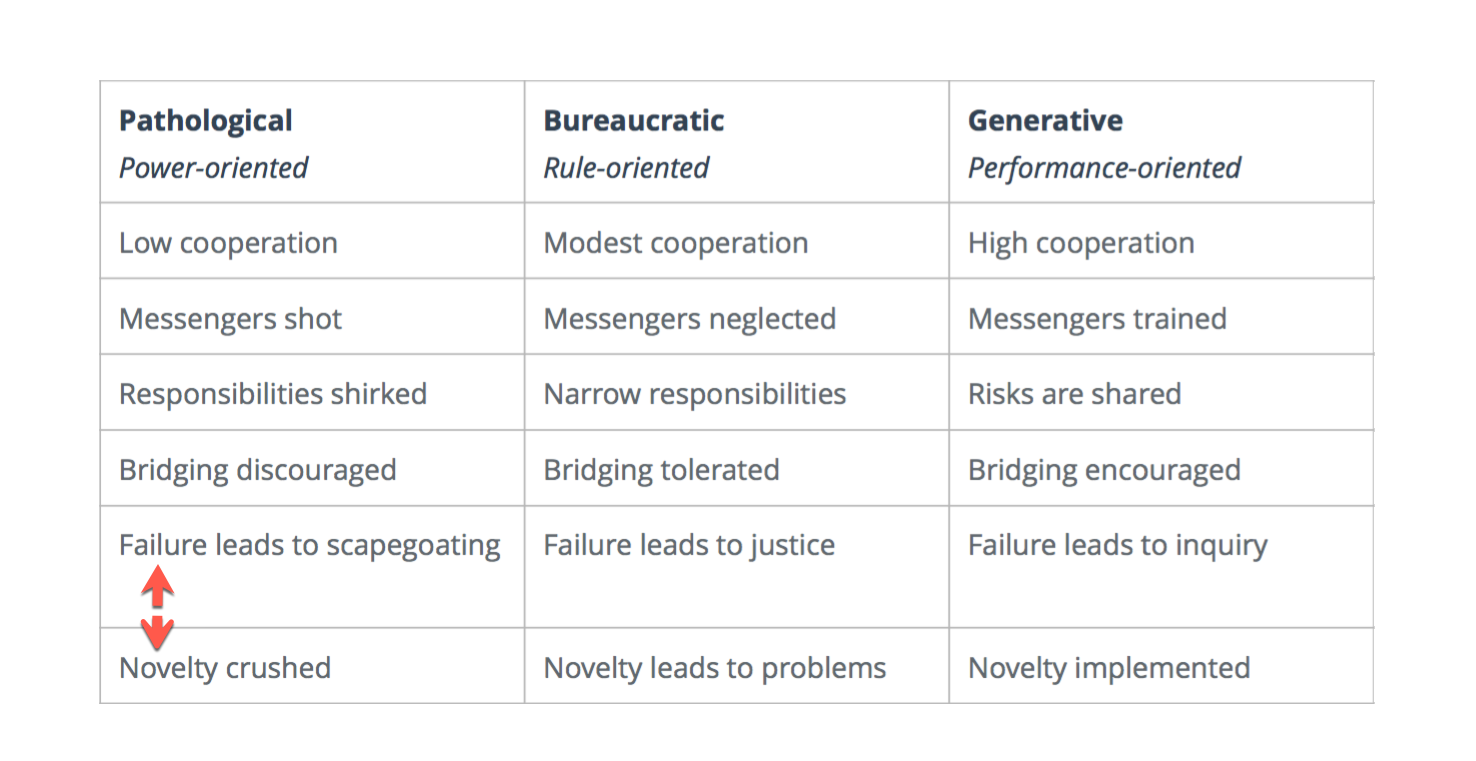 Pathological Bureaucratic Generative
Power-oriented Rule-oriented Performance-oriented
Low cooperation Modest cooperation High cooperation
Messengers shot Messengers neglected Messengers trained
Responsibilities shirked Narrow responsibilities Risks are shared
Bridging discouraged Bridging tolerated Bridging encouraged
Failure leads to scapegoating Failure leads to justice Failure leads to inquiry
Novelty crushed Novelty leads to problems Novelty implemented